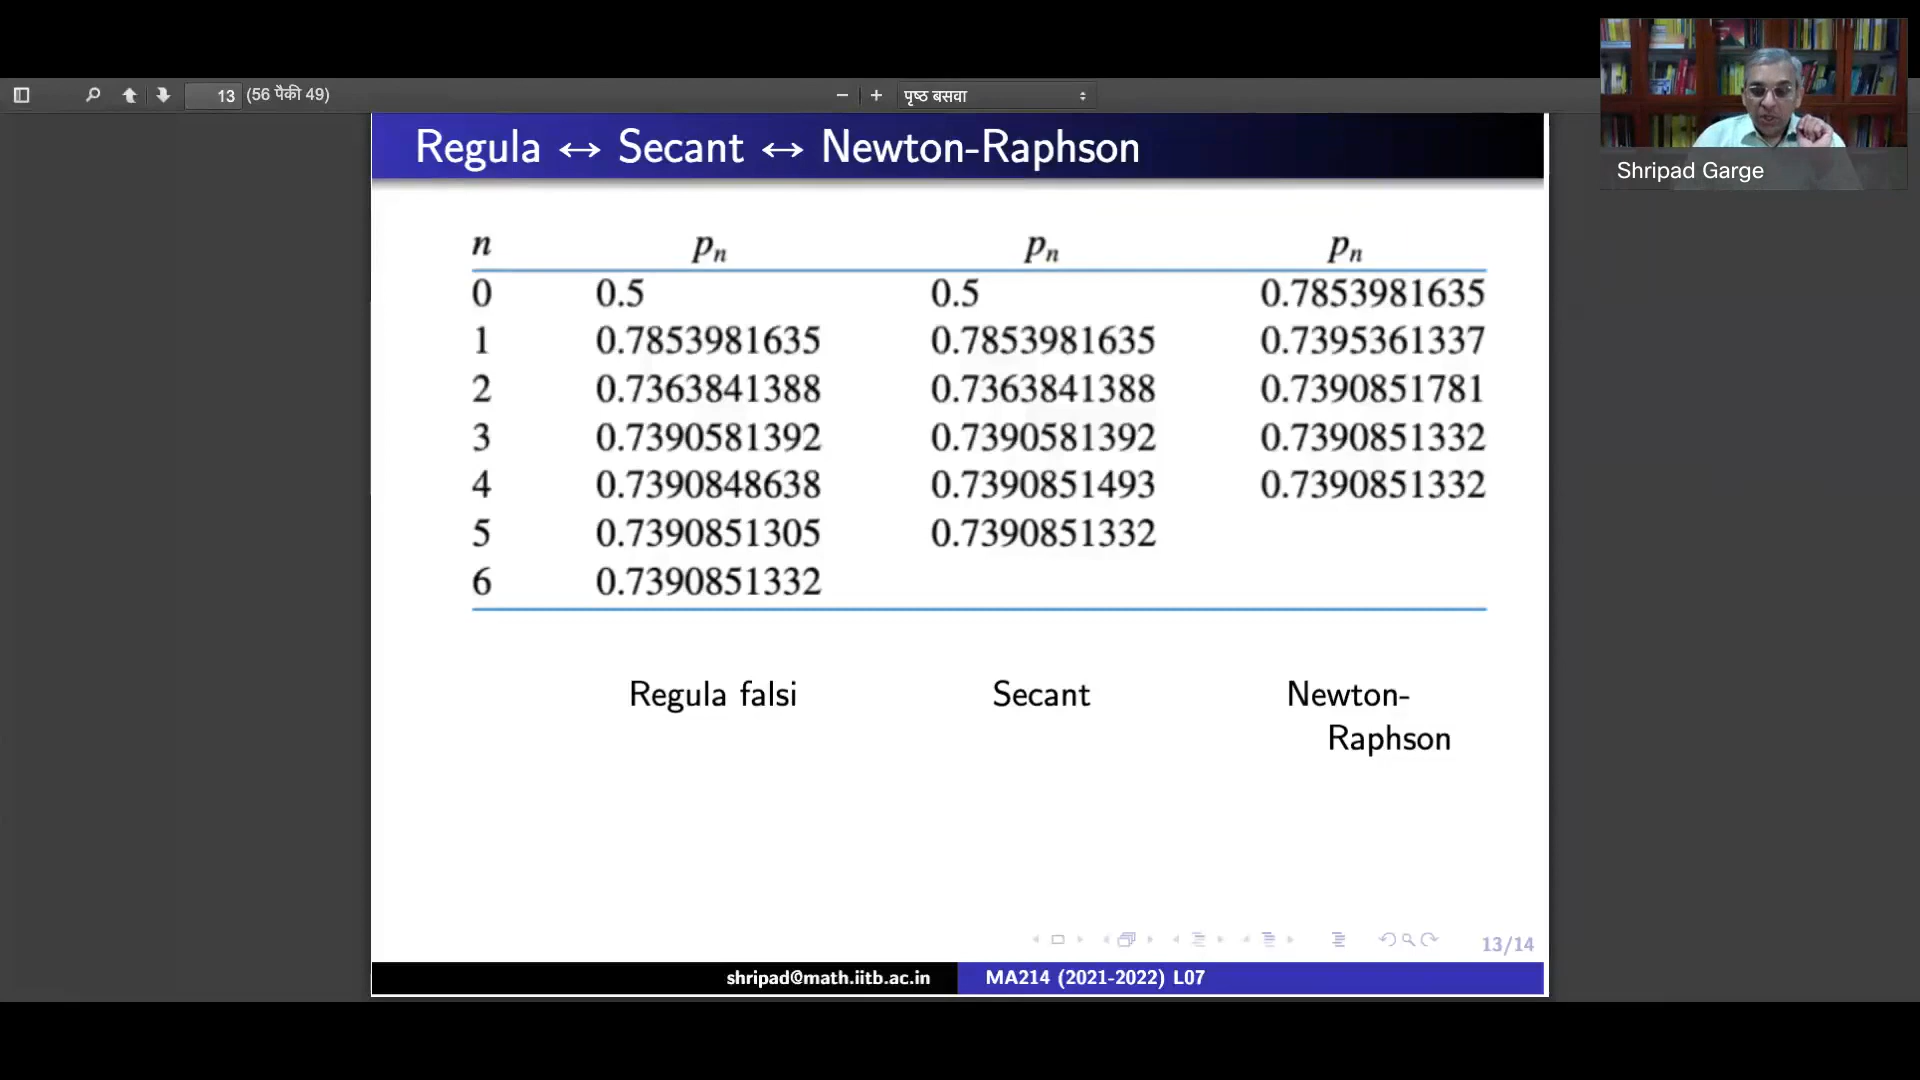 13 (56 पैकी 49)
− + पृष्ठ बसवा
Shripad Garge
Regula ↔ Secant ↔ Newton-Raphson
n pn pn pn
0 0.5 0.5 0.7853981635
1 0.7853981635 0.7853981635 0.7395361337
2 0.7363841388 0.7363841388 0.7390851781
3 0.7390581392 0.7390581392 0.7390851332
4 0.7390848638 0.7390851493 0.7390851332
5 0.7390851305 0.7390851332
6 0.7390851332
Regula falsi Secant Newton-
Raphson
13/14
shripad@math.iitb.ac.in MA214 (2021-2022) L07